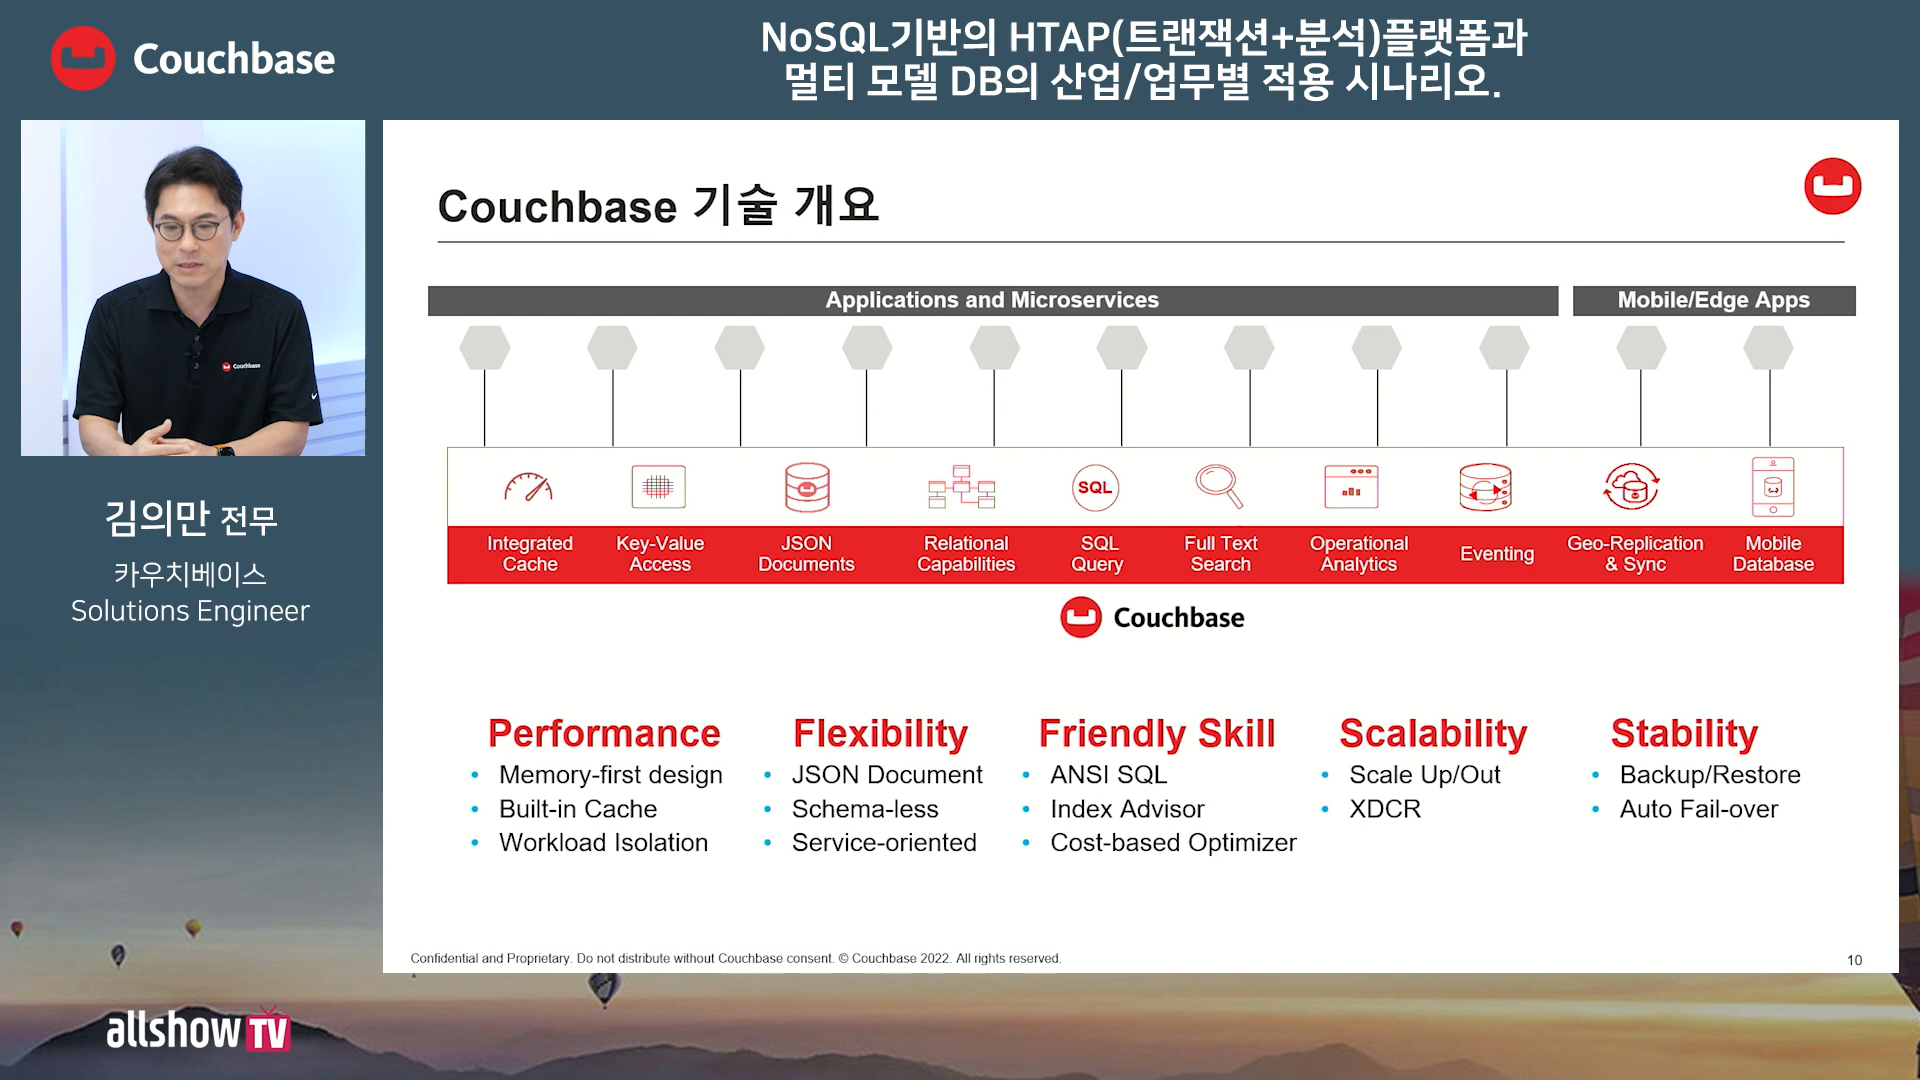 Couchbase
NoSQL기반의 HTAP(트랜잭션+분석)플랫폼과
멀티 모델 DB의 산업/업무별 적용 시나리오.
Couchbase
김의만 전무
카우치베이스
Solutions Engineer
Couchbase 기술 개요
Applications and Microservices
Mobile/Edge Apps
SQL
Integrated
Cache
Key-Value
Access
JSON
Documents
Relational
Capabilities
SQL
Query
Full Text
Search
Operational
Analytics
Eventing
Geo-Replication
& Sync
Mobile
Database
Couchbase
Performance
• Memory-first design
• Built-in Cache
• Workload Isolation
Flexibility
• JSON Document
• Schema-less
• Service-oriented
Friendly Skill
• ANSI SQL
• Index Advisor
• Cost-based Optimizer
Scalability
• Scale Up/Out
• XDCR
Stability
• Backup/Restore
• Auto Fail-over
Confidential and Proprietary. Do not distribute without Couchbase consent. © Couchbase 2022. All rights reserved.
10
allshow TV